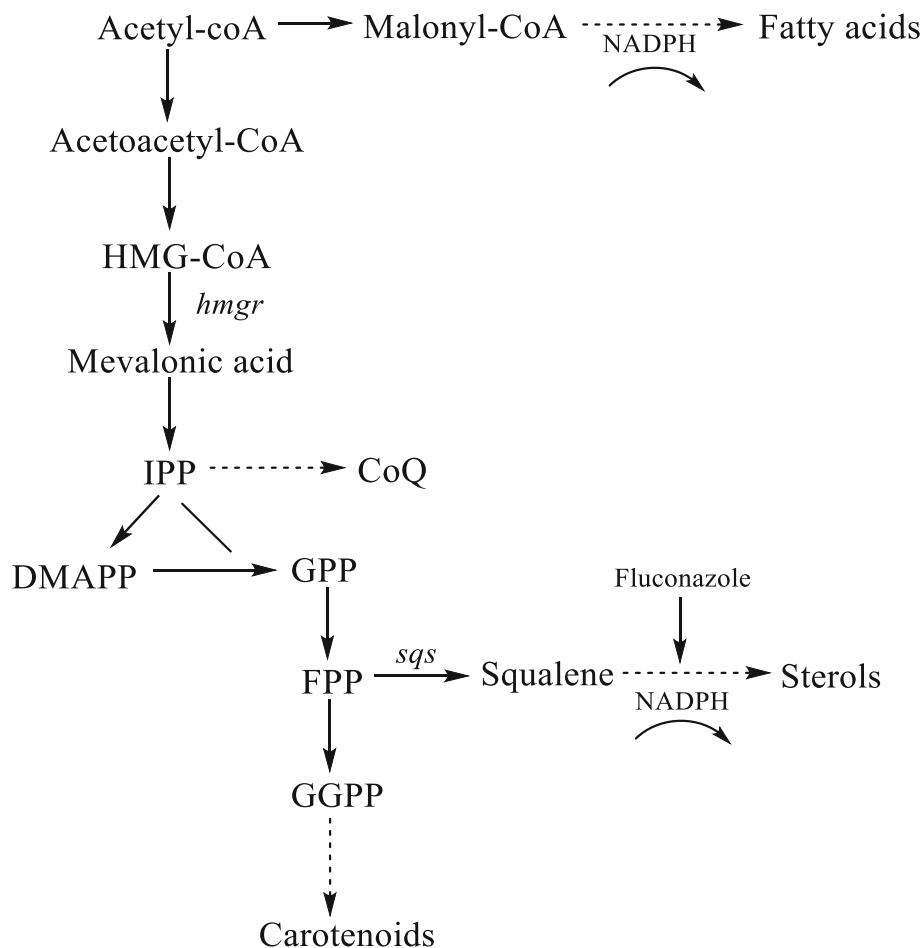 Acetyl-coA
Malonyl-CoA
NADPH
Fatty acids
Acetoacetyl-CoA
HMG-CoA
hmgr
Mevalonic acid
IPP
CoQ
DMAPP
GPP
Fluconazole
FPP
sqs
Squalene
NADPH
Sterols
GGPP
Carotenoids